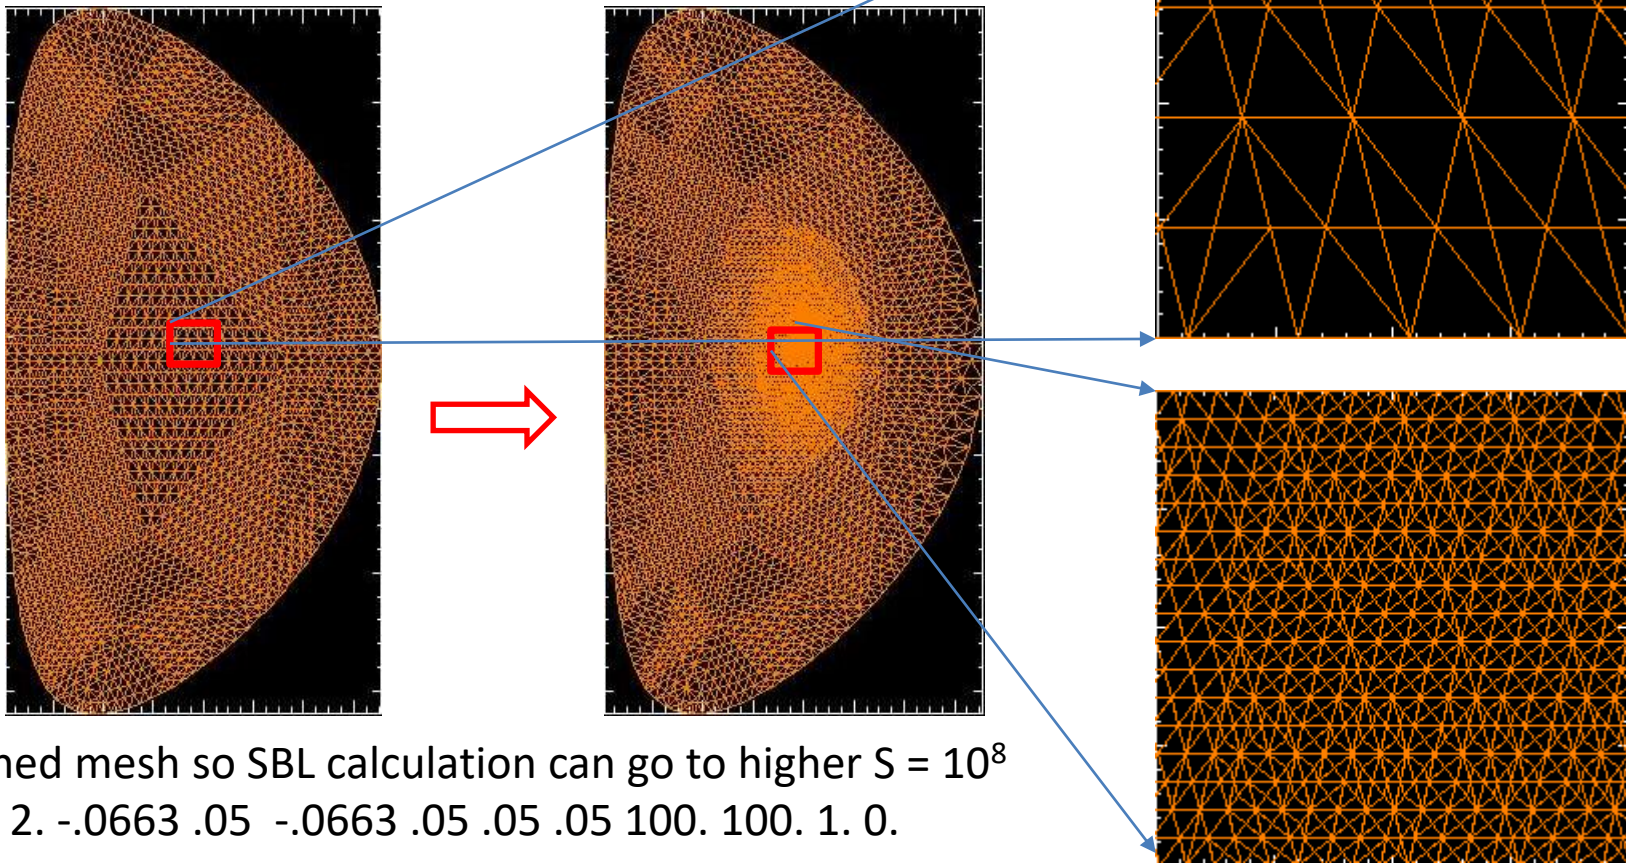 ned mesh so SBL calculation can go to higher S = 10⁸
2. -.0663 .05 -.0663 .05 .05 .05 100. 100. 1. 0.